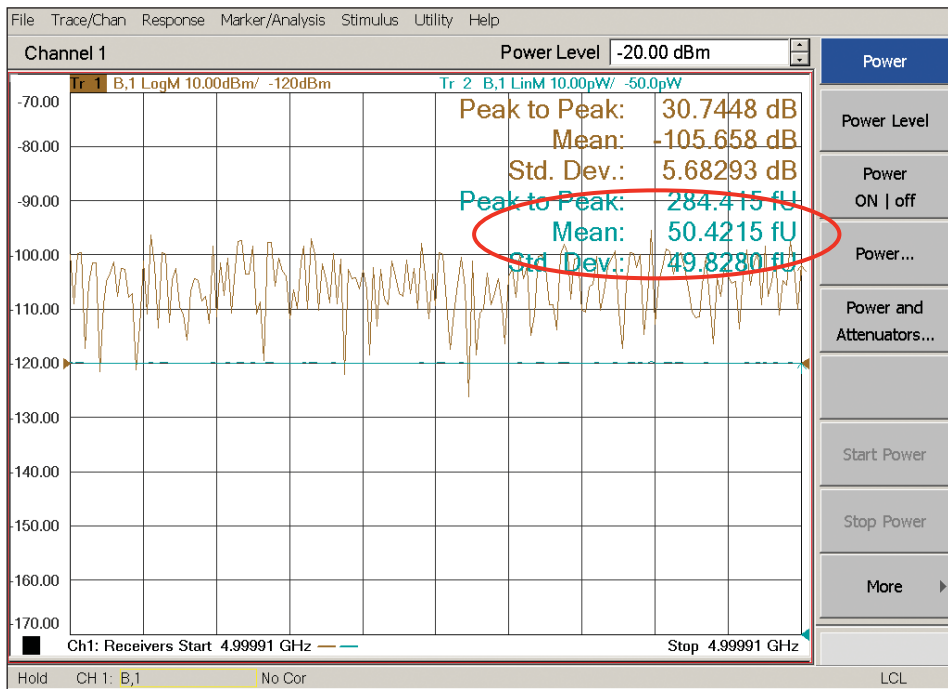 File Trace/Chan Response Marker/Analysis Stimulus Utility Help
Channel 1
Power Level -20.00 dBm
Tr 1 B,1 LogM 10.00dBm/ -120dBm
Tr 2 B,1 LinM 10.00pW/ -50.0pW
Peak to Peak: 30.7448 dB
Mean: -105.658 dB
Std. Dev.: 5.68293 dB
Peak to Peak: 284.415 fU
Mean: 50.4215 fU
Std. Dev.: 49.8280 fU
-70.00
-80.00
-90.00
-100.00
-110.00
-120.00
-130.00
-140.00
-150.00
-160.00
-170.00
Ch1: Receivers Start 4.99991 GHz
Stop 4.99991 GHz
Power
Power Level
Power
ON | off
Power...
Power and
Attenuators...
Start Power
Stop Power
More
Hold CH 1: B,1 No Cor LCL